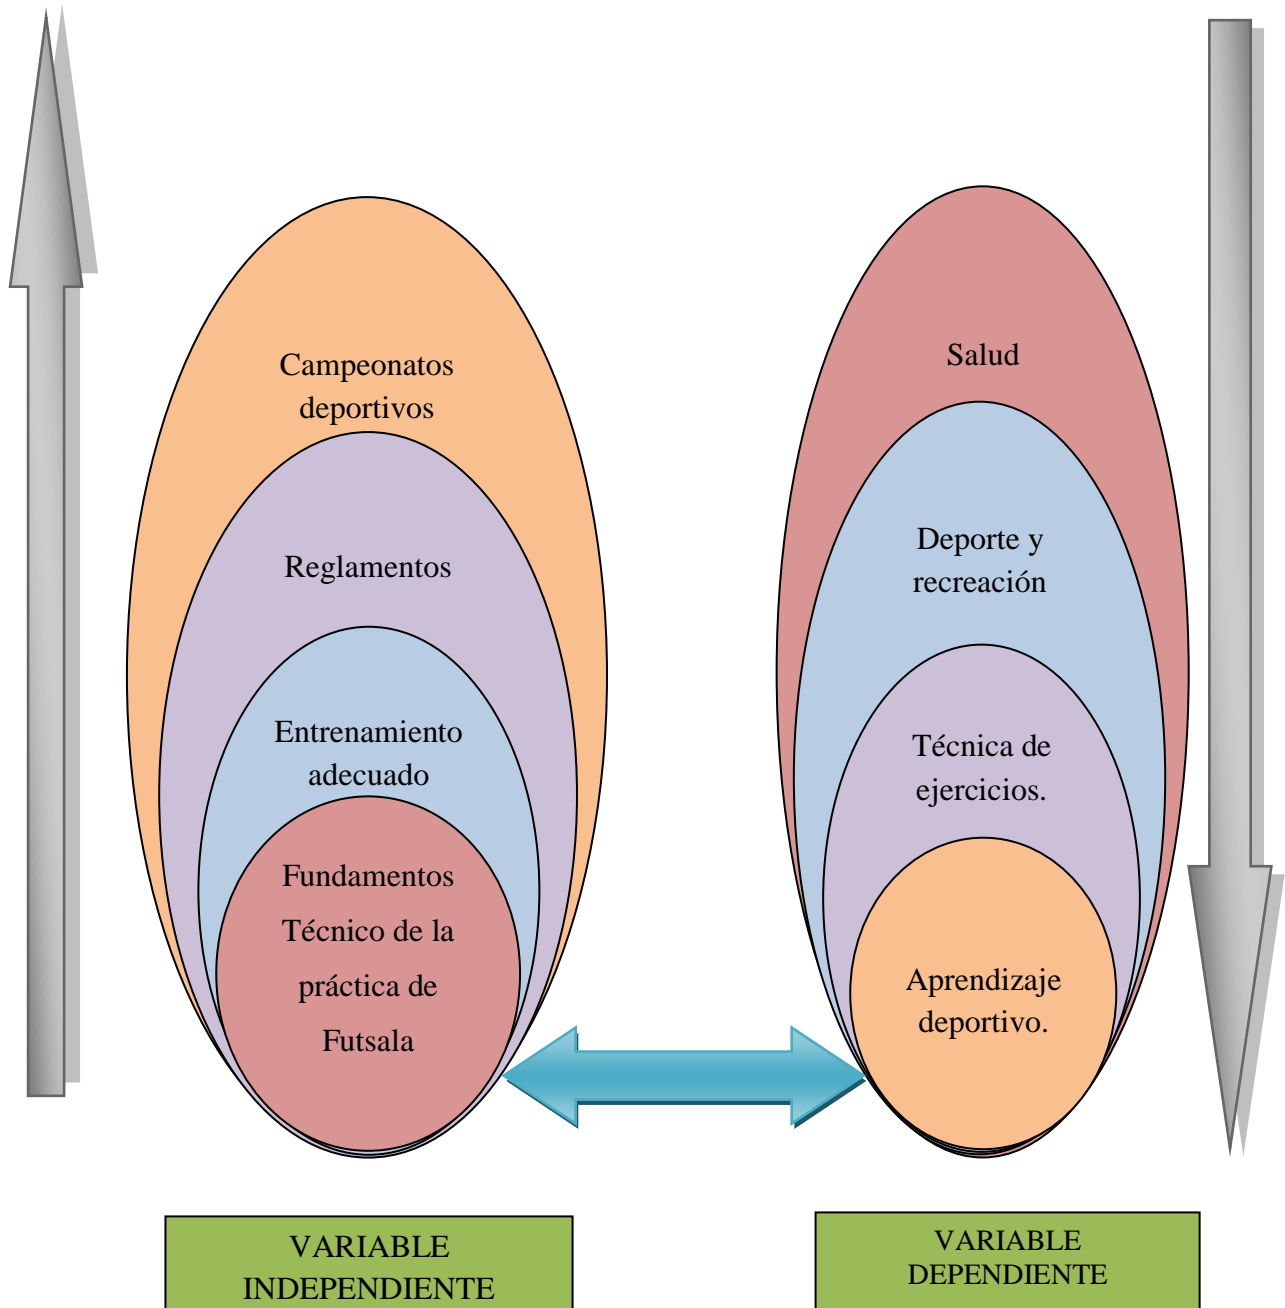 Campeonatos
deportivos
Reglamentos
Entrenamiento
adecuado
Fundamentos
Técnico de la
práctica de
Futsala
VARIABLE
INDEPENDIENTE
Salud
Deporte y
recreación
Técnica de
ejercicios.
Aprendizaje
deportivo.
VARIABLE
DEPENDIENTE